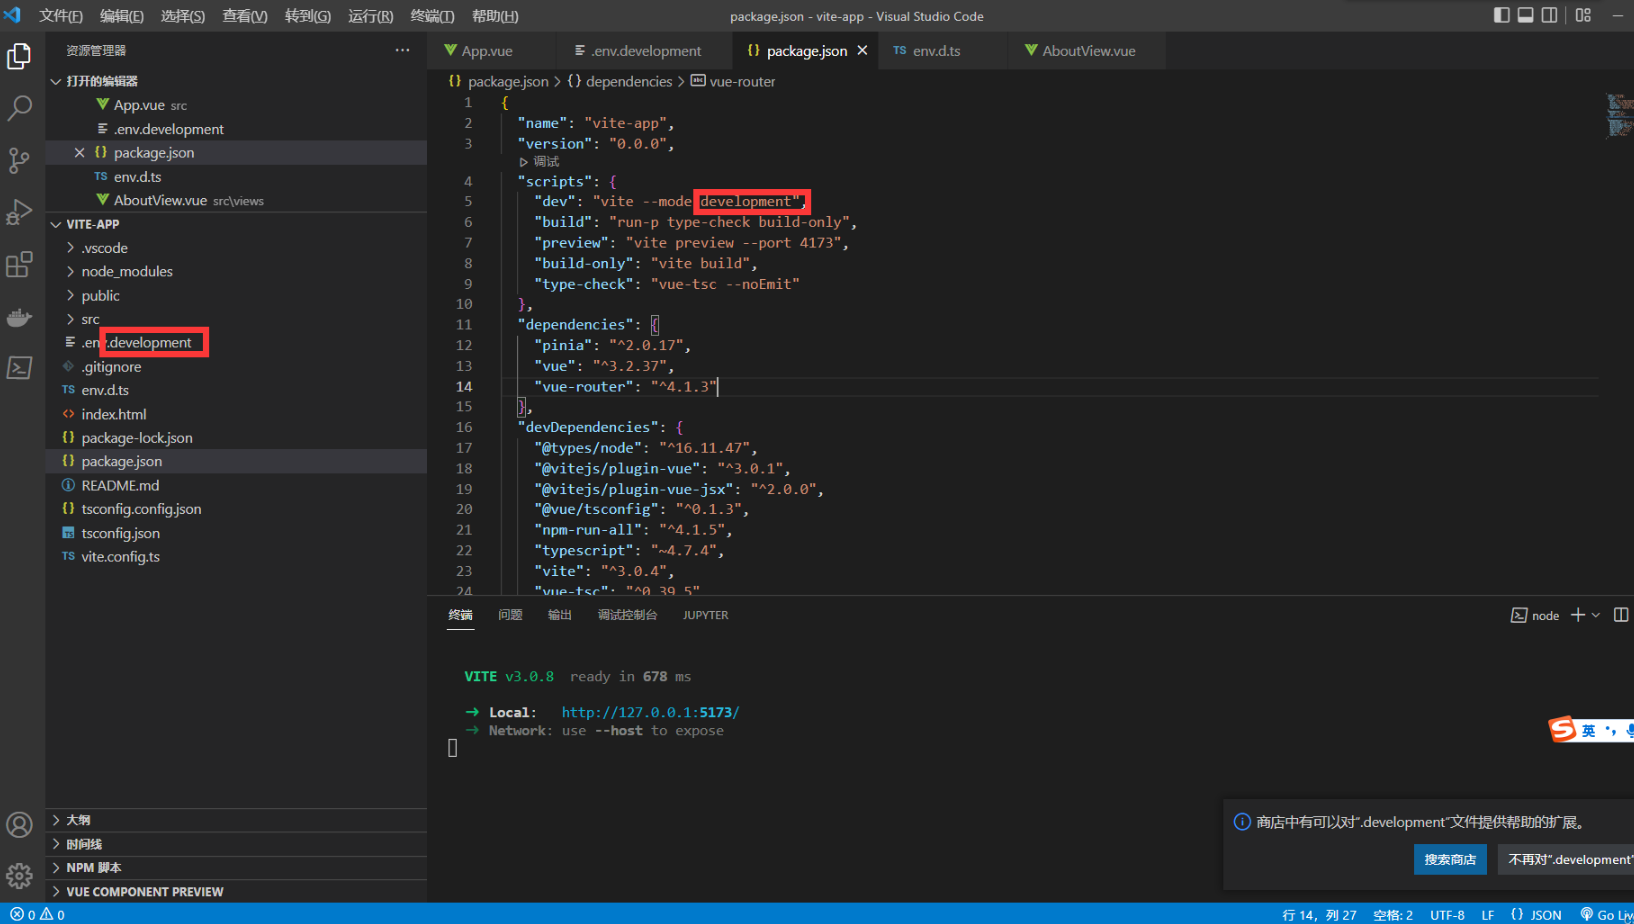 文件(F) 编辑(E) 选择(S) 查看(V) 转到(G) 运行(R) 终端(T) 帮助(H)
package.json - vite-app - Visual Studio Code
资源管理器 ···
打开的编辑器
App.vue src
.env.development
package.json
env.d.ts
AboutView.vue src\views
VITE-APP
.vscode
node_modules
public
src
.env.development
.gitignore
env.d.ts
index.html
package-lock.json
package.json
README.md
tsconfig.config.json
tsconfig.json
vite.config.ts
大纲
时间线
NPM 脚本
VUE COMPONENT PREVIEW
App.vue .env.development package.json env.d.ts AboutView.vue
package.json > {} dependencies > vue-router
1 {
2 "name": "vite-app",
3 "version": "0.0.0",
调试
4 "scripts": {
5 "dev": "vite --mode development",
6 "build": "run-p type-check build-only",
7 "preview": "vite preview --port 4173",
8 "build-only": "vite build",
9 "type-check": "vue-tsc --noEmit"
10 },
11 "dependencies": {
12 "pinia": "^2.0.17",
13 "vue": "^3.2.37",
14 "vue-router": "^4.1.3"
15 },
16 "devDependencies": {
17 "@types/node": "^16.11.47",
18 "@vitejs/plugin-vue": "^3.0.1",
19 "@vitejs/plugin-vue-jsx": "^2.0.0",
20 "@vue/tsconfig": "^0.1.3",
21 "npm-run-all": "^4.1.5",
22 "typescript": "~4.7.4",
23 "vite": "^3.0.4",
24 "vue-tsc": "^0.39.5"
终端 问题 输出 调试控制台 JUPYTER
node
VITE v3.0.8 ready in 678 ms
➜ Local: http://127.0.0.1:5173/
➜ Network: use --host to expose
英
商店中有可以对".development"文件提供帮助的扩展。
搜索商店 不再对".development"
0 0
行 14，列 27 空格: 2 UTF-8 LF {} JSON Go Liv